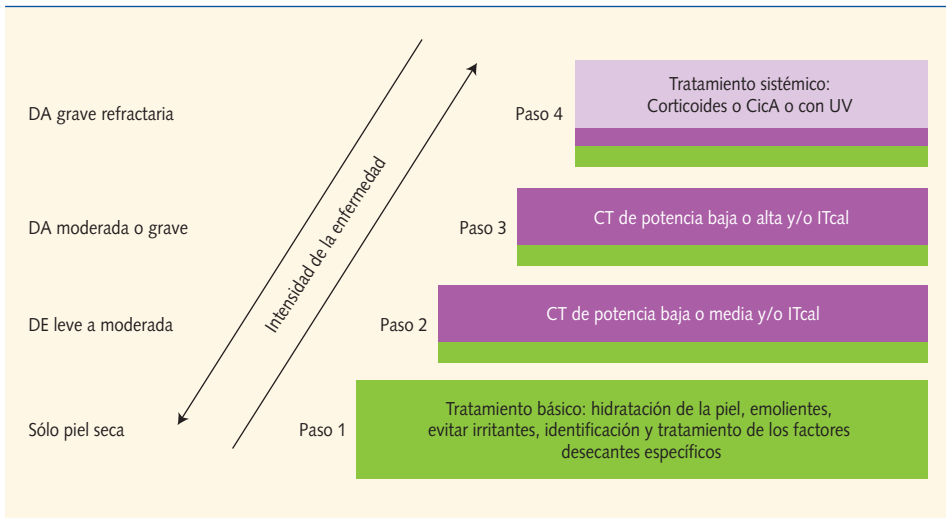 DA grave refractaria
Paso 4
Tratamiento sistémico:
Corticoides o CicA o con UV
Intensidad de la enfermedad
DA moderada o grave
Paso 3
CT de potencia baja o alta y/o ITcal
DE leve a moderada
Paso 2
CT de potencia baja o media y/o ITcal
Sólo piel seca
Paso 1
Tratamiento básico: hidratación de la piel, emolientes,
evitar irritantes, identificación y tratamiento de los factores
desecantes específicos